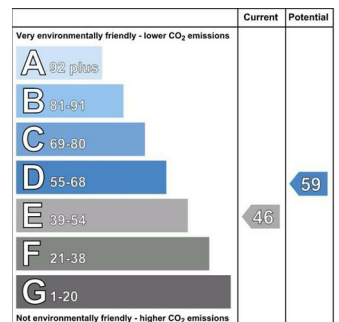 Current Potential
Very environmentally friendly - lower CO₂ emissions
A 92 plus
B 81-91
C 69-80
D 55-68 59
E 39-54 46
F 21-38
G 1-20
Not environmentally friendly - higher CO₂ emissions